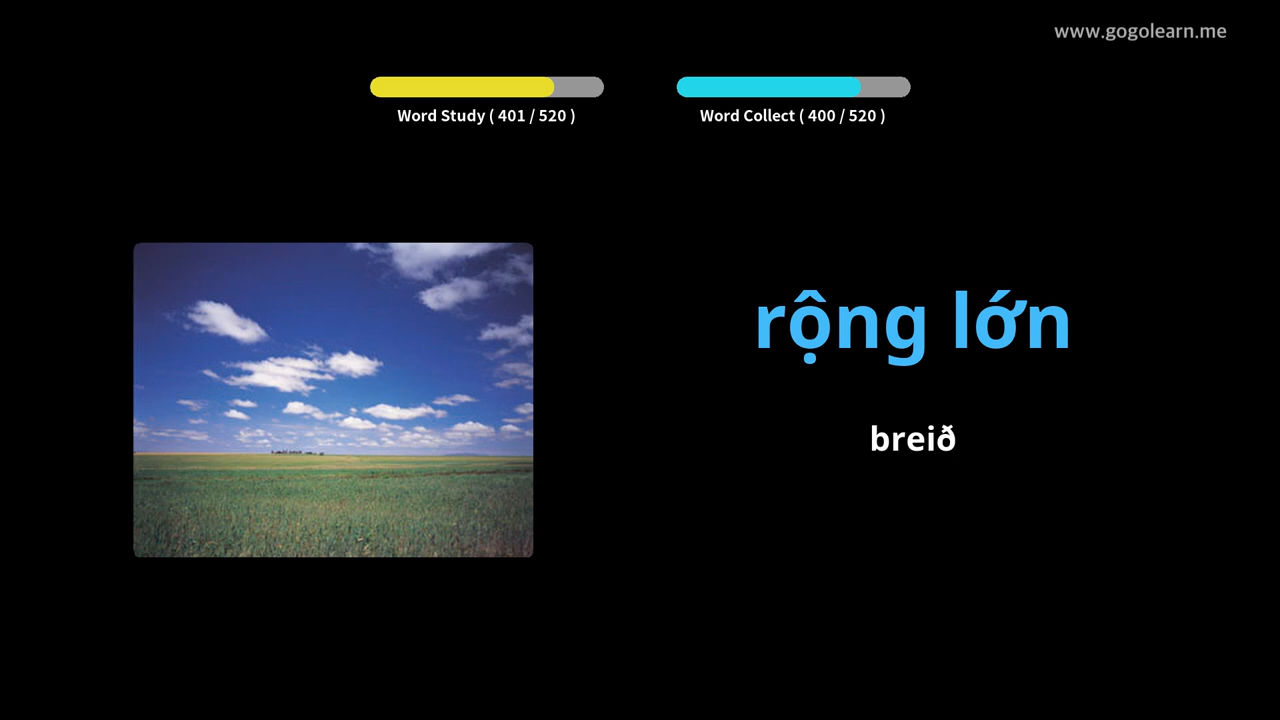 www.gogolearn.me
Word Study ( 401 / 520 )
Word Collect ( 400 / 520 )
rộng lớn
breið